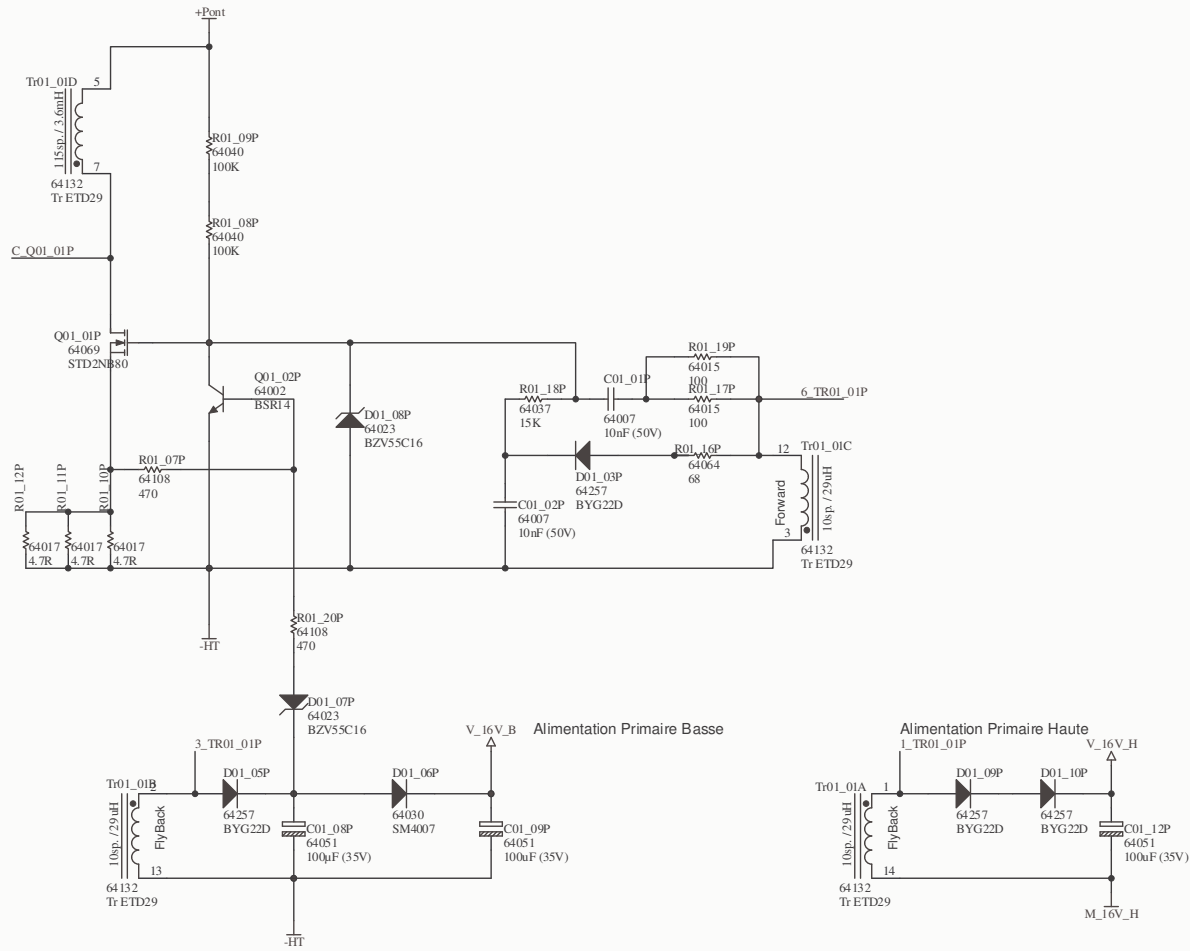 +Pont
Tr01_01D
5
115sp. / 3.6mH
7
64132
Tr ETD29
R01_09P
64040
100K
R01_08P
64040
100K
C_Q01_01P
Q01_01P
64069
STD2NB80
Q01_02P
64002
BSR14
D01_08P
64023
BZV55C16
R01_19P
64015
100
R01_18P
64037
15K
C01_01P
64007
10nF (50V)
R01_17P
64015
100
6_TR01_01P
R01_16P
64064
68
D01_03P
64257
BYG22D
C01_02P
64007
10nF (50V)
12
Tr01_01C
Forward
10sp. / 29uH
3
64132
Tr ETD29
R01_07P
64108
470
R01_12P
R01_11P
R01_10P
64017
4.7R
64017
4.7R
64017
4.7R
-HT
R01_20P
64108
470
D01_07P
64023
BZV55C16
V_16V_B
Alimentation Primaire Basse
3_TR01_01P
Tr01_01B
2
D01_05P
64257
BYG22D
D01_06P
64030
SM4007
10sp. / 29uH
FlyBack
C01_08P
64051
100µF (35V)
C01_09P
64051
100µF (35V)
13
64132
Tr ETD29
-HT
Alimentation Primaire Haute
1_TR01_01P
V_16V_H
Tr01_01A
1
D01_09P
64257
BYG22D
D01_10P
64257
BYG22D
10sp. / 29uH
FlyBack
C01_12P
64051
100uF (35V)
14
64132
Tr ETD29
M_16V_H